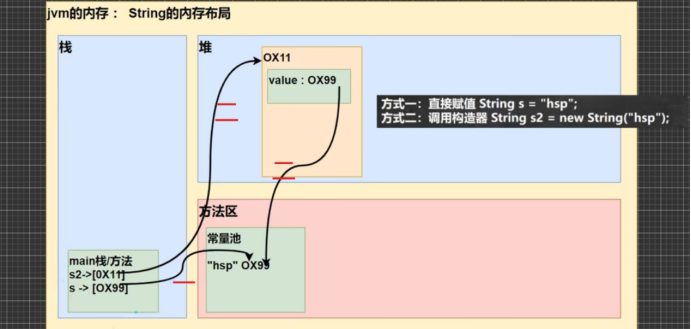 jvm的内存： String的内存布局
栈
堆
OX11
value：OX99
方式一：直接赋值 String s = "hsp";
方式二：调用构造器 String s2 = new String("hsp");
方法区
常量池
"hsp" OX99
main栈/方法
s2->[0X11]
s -> [OX99]